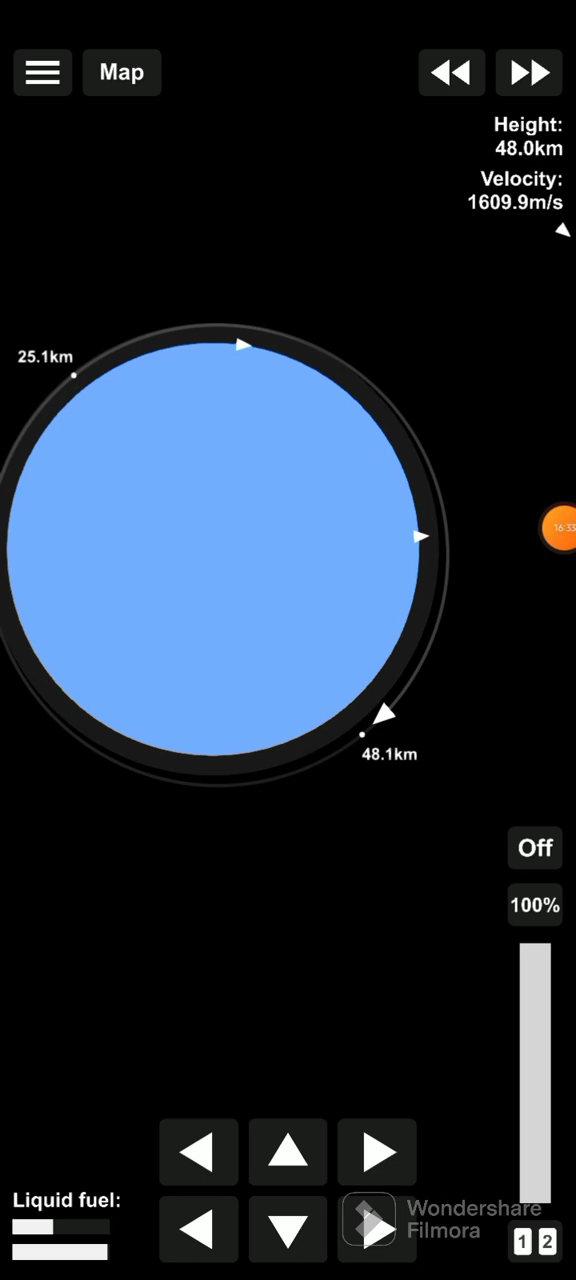 Map
Height:
48.0km
Velocity:
1609.9m/s
25.1km
16:33
48.1km
Off
100%
Liquid fuel:
Wondershare
Filmora
1 2